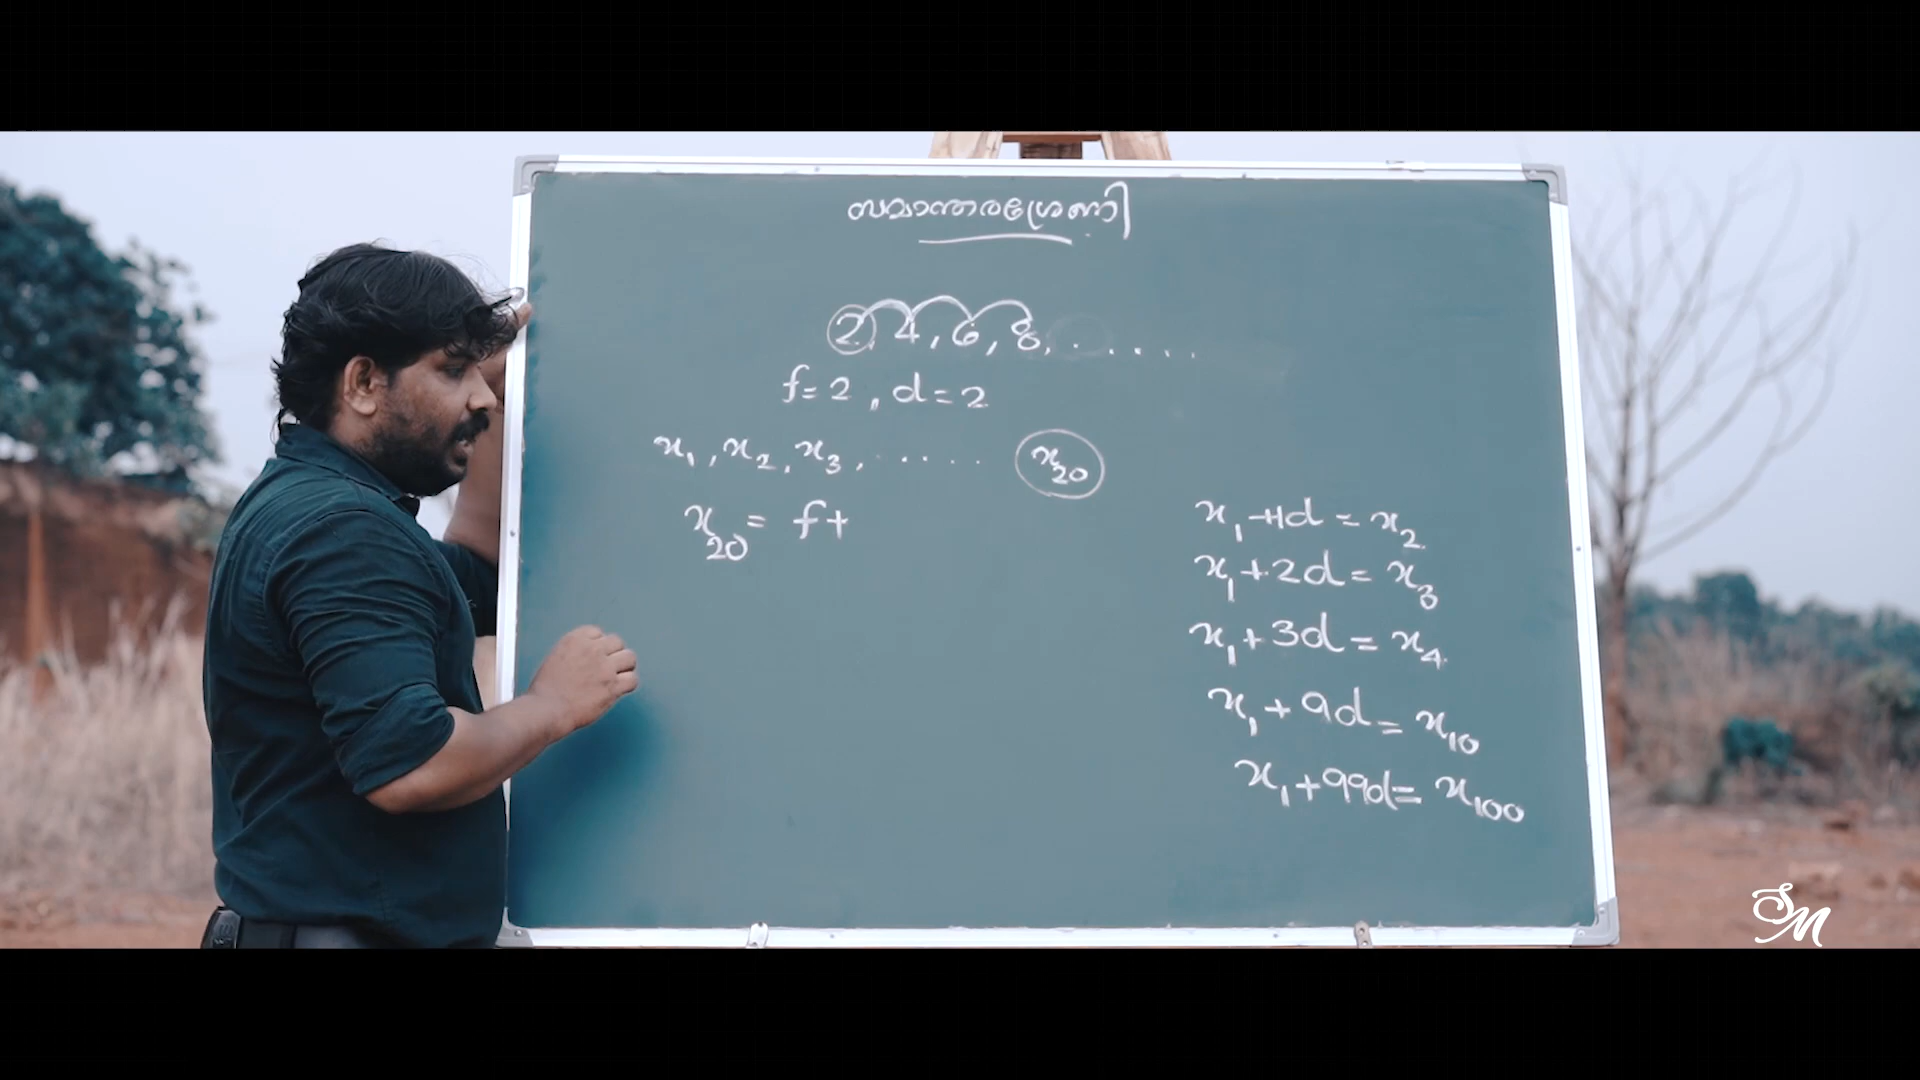 സമാന്തരശ്രേണി
2, 4, 6, 8, . . . . . .
f = 2 , d = 2
x₁, x₂, x₃, . . . . . x₂₀
x₂₀ = f+
x₁+1d = x₂
x₁+2d = x₃
x₁+3d = x₄
x₁+9d = x₁₀
x₁+99d = x₁₀₀
SM